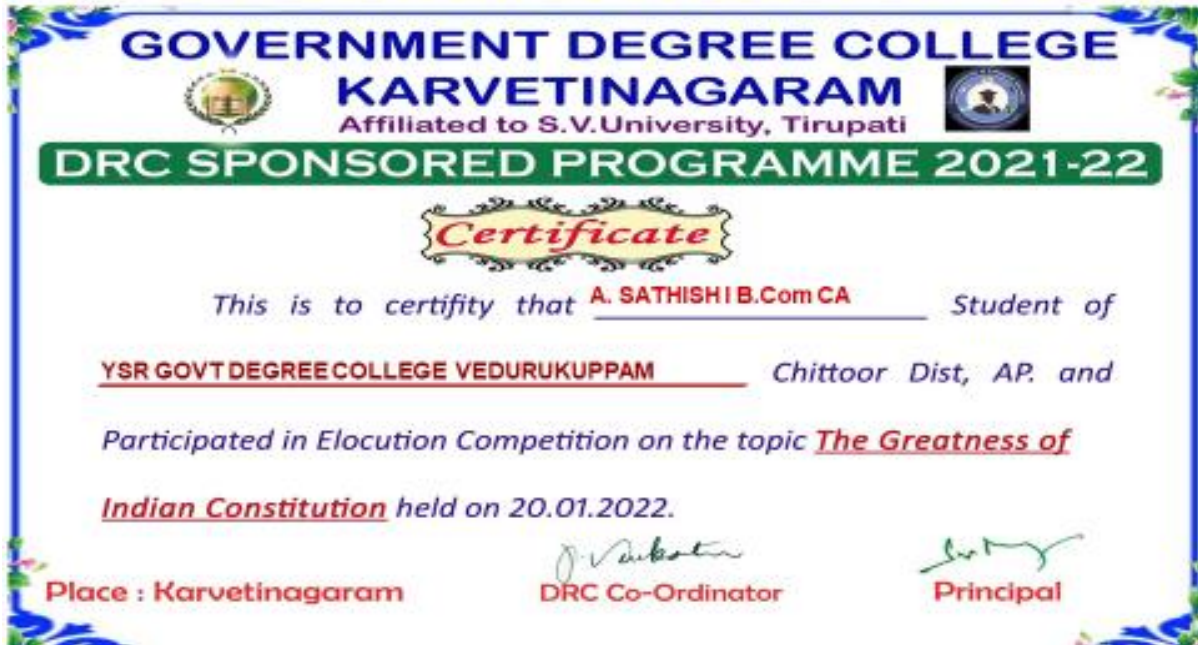 GOVERNMENT DEGREE COLLEGE
KARVETINAGARAM
Affiliated to S.V.University, Tirupati
DRC SPONSORED PROGRAMME 2021-22
Certificate
This is to certifity that A. SATHISH I B.Com CA Student of
YSR GOVT DEGREE COLLEGE VEDURUKUPPAM Chittoor Dist, AP. and
Participated in Elocution Competition on the topic The Greatness of
Indian Constitution held on 20.01.2022.
Place : Karvetinagaram DRC Co-Ordinator Principal